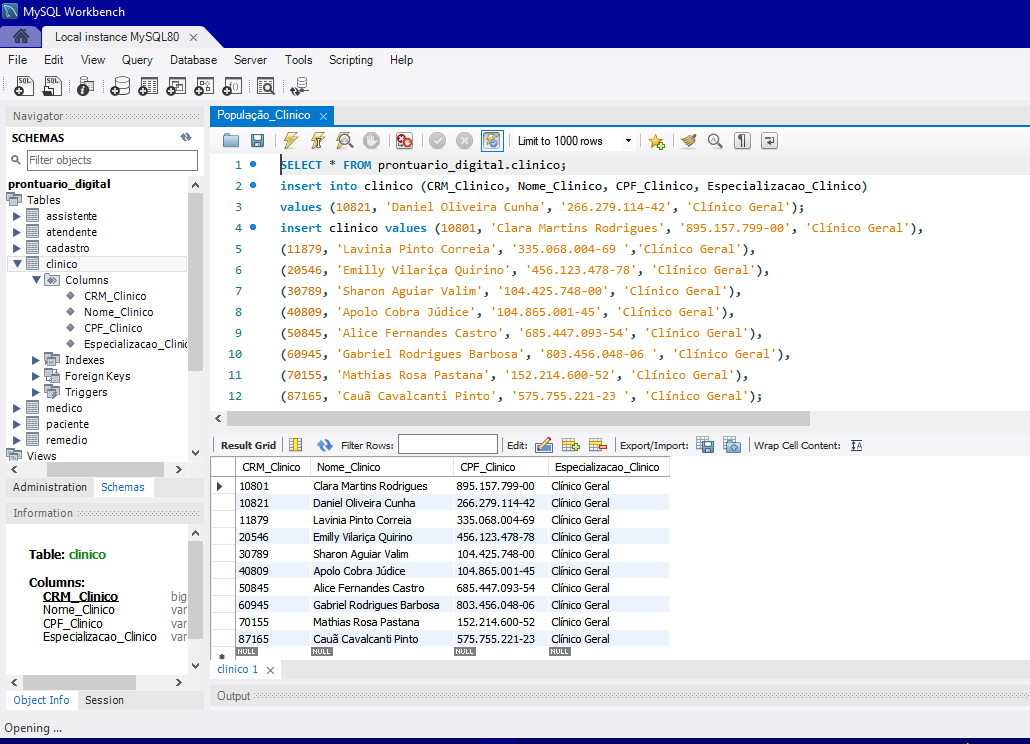 MySQL Workbench
Local instance MySQL80 ×
File Edit View Query Database Server Tools Scripting Help
Navigator
SCHEMAS
Filter objects
prontuario_digital
Tables
assistente
atendente
cadastro
clinico
Columns
CRM_Clinico
Nome_Clinico
CPF_Clinico
Especializacao_Clinic
Indexes
Foreign Keys
Triggers
medico
paciente
remedio
Views
Administration Schemas
Information
Table: clinico
Columns:
CRM_Clinico big
Nome_Clinico var
CPF_Clinico var
Especializacao_Clinico var
Object Info Session
População_Clinico ×
Limit to 1000 rows
1 SELECT * FROM prontuario_digital.clinico;
2 insert into clinico (CRM_Clinico, Nome_Clinico, CPF_Clinico, Especializacao_Clinico)
3 values (10821, 'Daniel Oliveira Cunha', '266.279.114-42', 'Clínico Geral');
4 insert clinico values (10801, 'Clara Martins Rodrigues', '895.157.799-00', 'Clínico Geral'),
5 (11879, 'Lavinia Pinto Correia', '335.068.004-69 ','Clínico Geral'),
6 (20546, 'Emilly Vilariça Quirino', '456.123.478-78', 'Clínico Geral'),
7 (30789, 'Sharon Aguiar Valim', '104.425.748-00', 'Clínico Geral'),
8 (40809, 'Apolo Cobra Júdice', '104.865.001-45', 'Clínico Geral'),
9 (50845, 'Alice Fernandes Castro', '685.447.093-54', 'Clínico Geral'),
10 (60945, 'Gabriel Rodrigues Barbosa', '803.456.048-06 ', 'Clínico Geral'),
11 (70155, 'Mathias Rosa Pastana', '152.214.600-52', 'Clínico Geral'),
12 (87165, 'Cauã Cavalcanti Pinto', '575.755.221-23 ', 'Clínico Geral');
Result Grid Filter Rows: Edit: Export/Import: Wrap Cell Content:
CRM_Clinico Nome_Clinico CPF_Clinico Especializacao_Clinico
10801 Clara Martins Rodrigues 895.157.799-00 Clínico Geral
10821 Daniel Oliveira Cunha 266.279.114-42 Clínico Geral
11879 Lavinia Pinto Correia 335.068.004-69 Clínico Geral
20546 Emilly Vilariça Quirino 456.123.478-78 Clínico Geral
30789 Sharon Aguiar Valim 104.425.748-00 Clínico Geral
40809 Apolo Cobra Júdice 104.865.001-45 Clínico Geral
50845 Alice Fernandes Castro 685.447.093-54 Clínico Geral
60945 Gabriel Rodrigues Barbosa 803.456.048-06 Clínico Geral
70155 Mathias Rosa Pastana 152.214.600-52 Clínico Geral
87165 Cauã Cavalcanti Pinto 575.755.221-23 Clínico Geral
NULL NULL NULL NULL
clinico 1 ×
Output
Opening ...